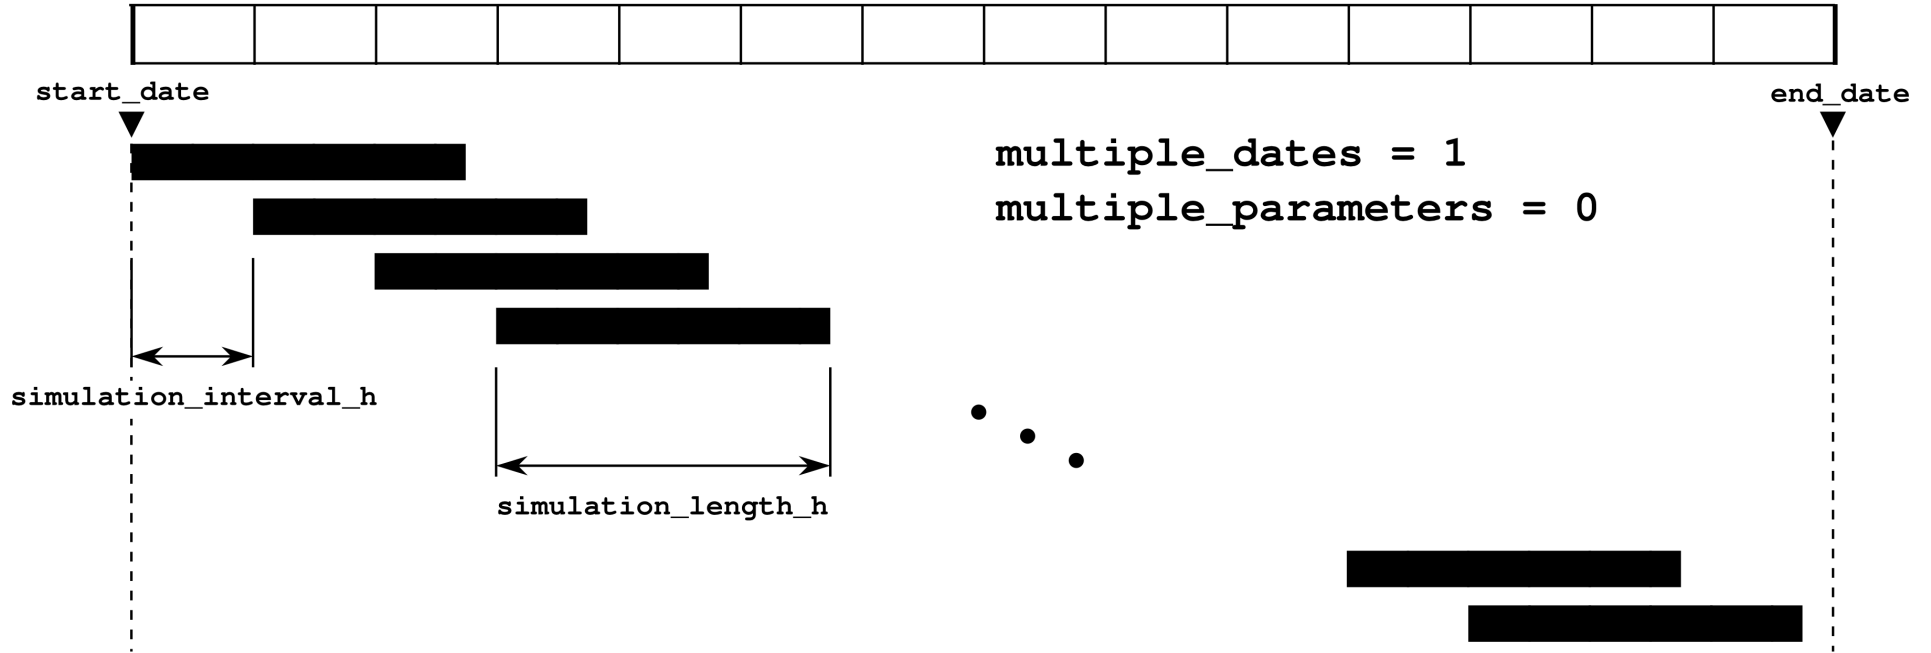 start_date
end_date
multiple_dates = 1
multiple_parameters = 0
simulation_interval_h
simulation_length_h